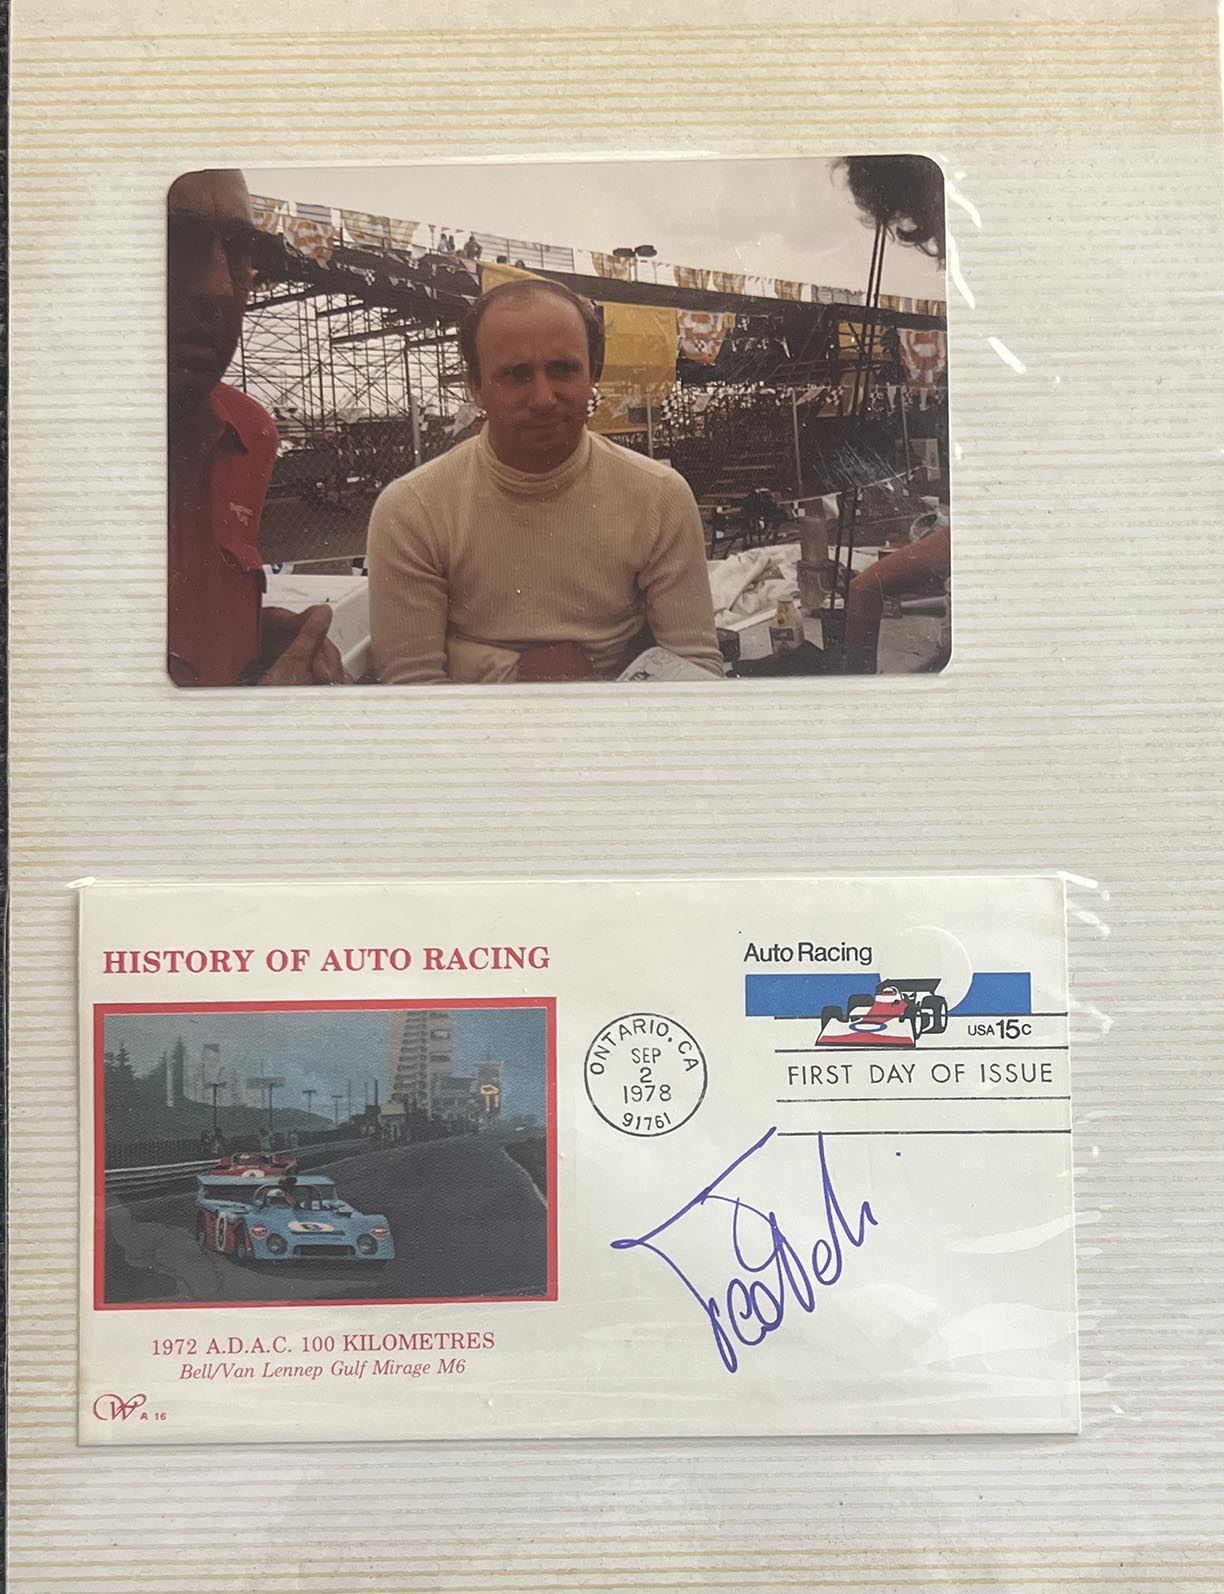 HISTORY OF AUTO RACING
Auto Racing
USA 15c
ONTARIO, CA
SEP
2
1978
91761
FIRST DAY OF ISSUE
1972 A.D.A.C. 100 KILOMETRES
Bell/Van Lennep Gulf Mirage M6
W A 16